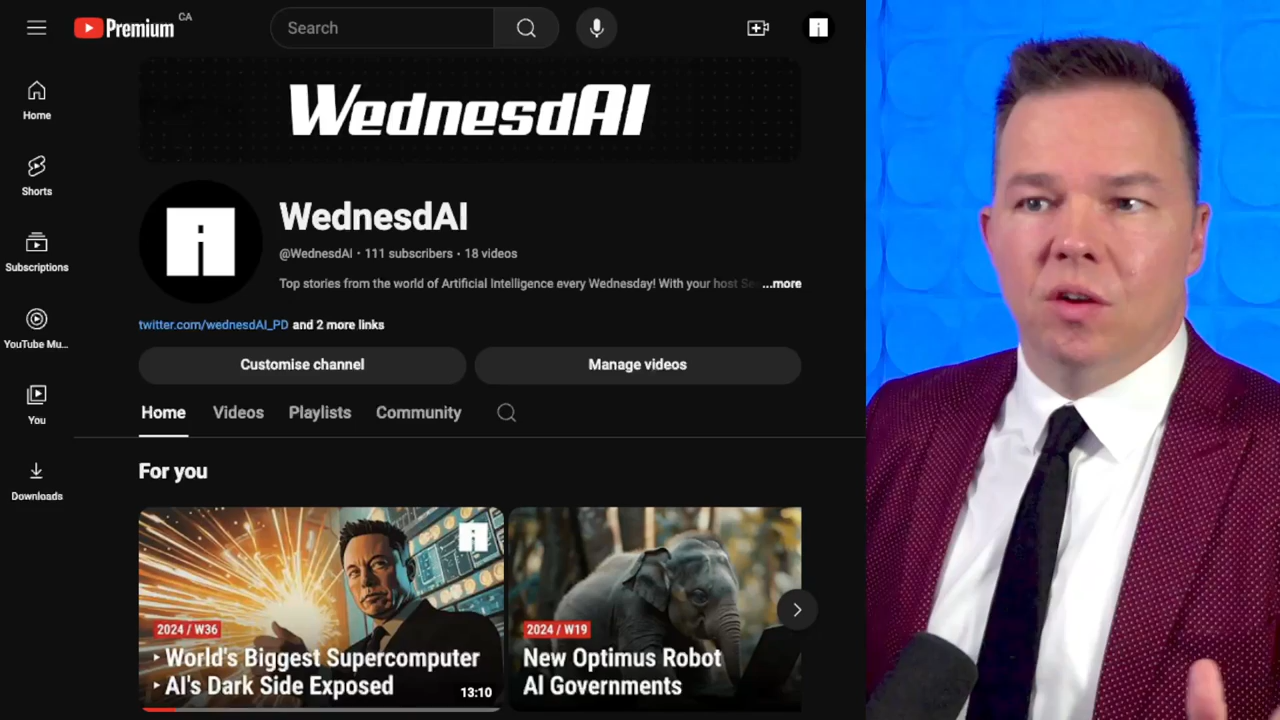 Premium CA
Search
Home
Shorts
Subscriptions
YouTube Mu...
You
Downloads
WednesdAI
WednesdAI
@WednesdAI · 111 subscribers · 18 videos
Top stories from the world of Artificial Intelligence every Wednesday! With your host ...more
twitter.com/wednesdAI_PD and 2 more links
Customise channel
Manage videos
Home Videos Playlists Community
For you
2024 / W36
World's Biggest Supercomputer
AI's Dark Side Exposed
13:10
2024 / W19
New Optimus Robot
AI Governments